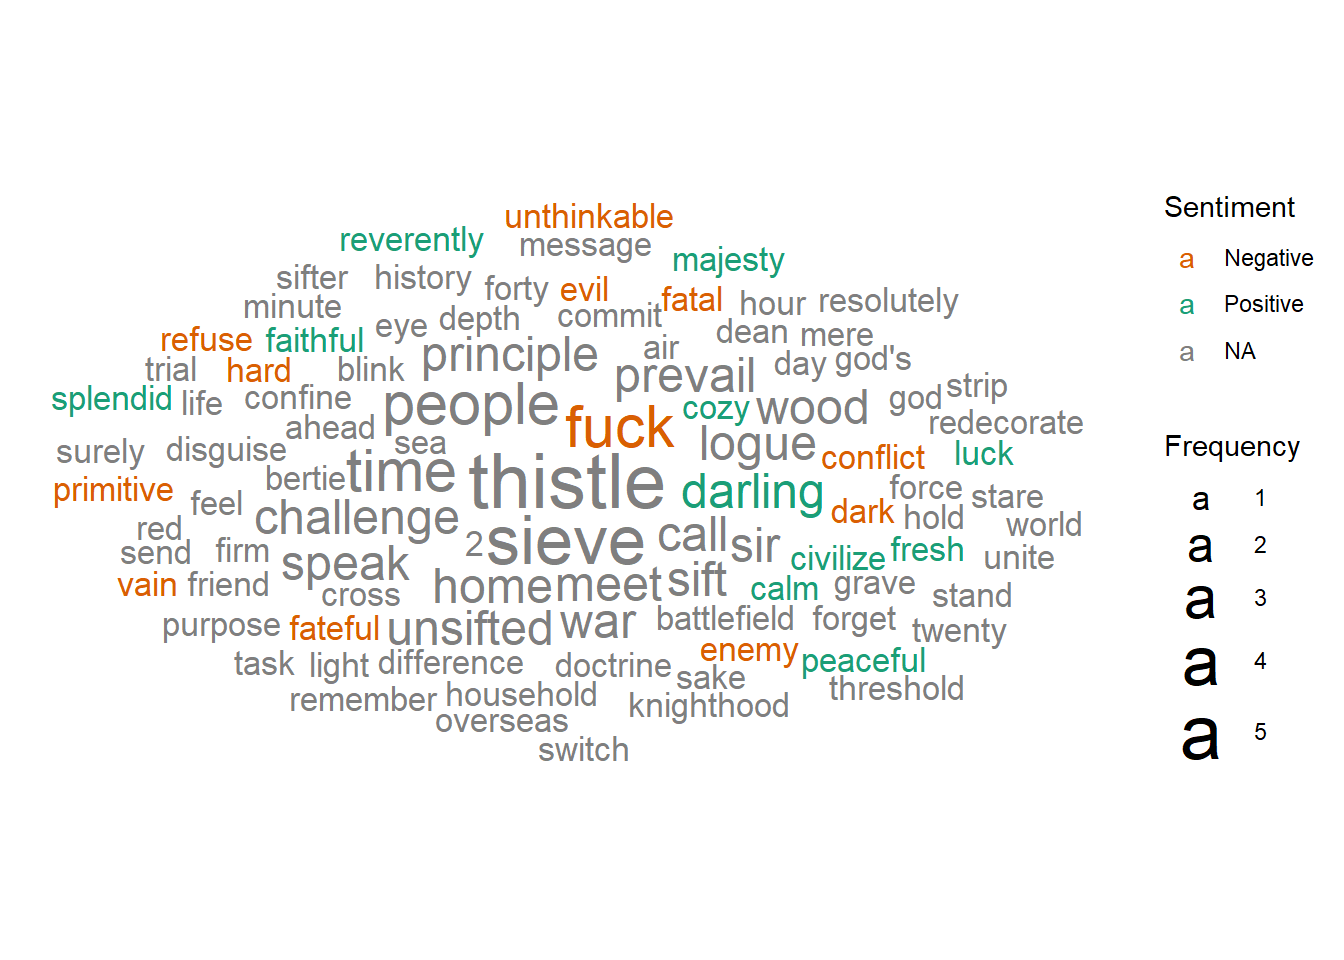 unthinkable
reverently message
majesty
sifter history forty evil fatal hour resolutely
minute eye depth commit dean mere
refuse faithful principle air day god's
trial hard blink prevail
splendid life confine people fuck cozy wood god strip
surely disguise ahead sea logue conflict redecorate luck
primitive feel bertie time thistle darling dark force stare
red challenge hold world
send firm speak 2 sieve call sir civilize fresh unite
vain friend cross home meet sift calm grave stand
purpose fateful unsifted war battlefield forget twenty
task light difference doctrine enemy peaceful
remember household sake knighthood threshold
overseas
switch
Sentiment
a Negative
a Positive
a NA
Frequency
a 1
a 2
a 3
a 4
a 5